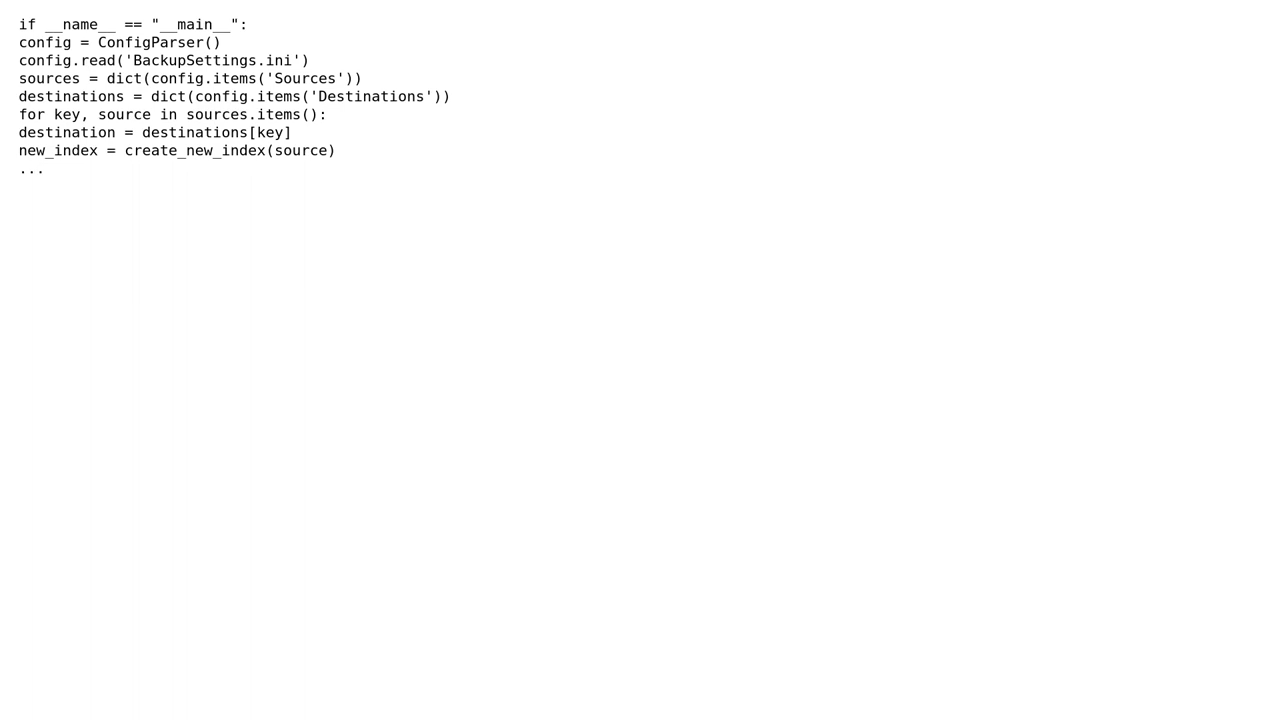 if __name__ == "__main__":
config = ConfigParser()
config.read('BackupSettings.ini')
sources = dict(config.items('Sources'))
destinations = dict(config.items('Destinations'))
for key, source in sources.items():
destination = destinations[key]
new_index = create_new_index(source)
...